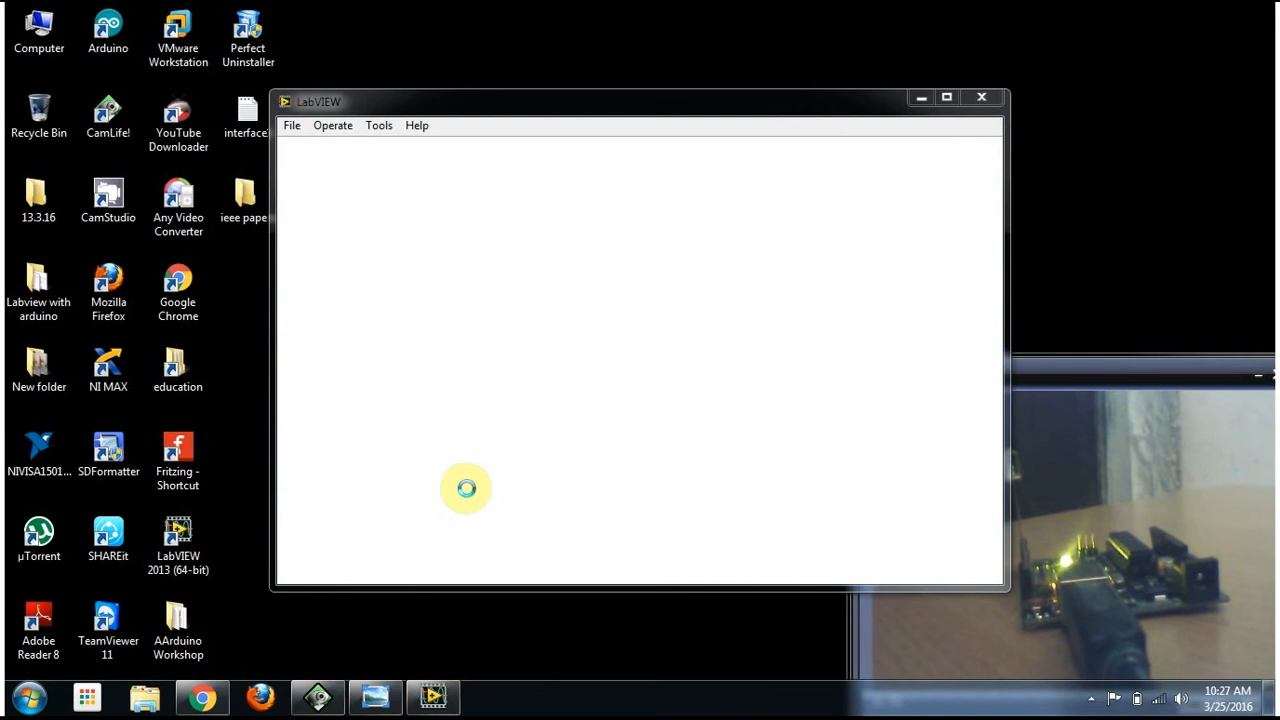 Computer
Arduino
VMware
Workstation
Perfect
Uninstaller
Recycle Bin
CamLife!
YouTube
Downloader
interface
13.3.16
CamStudio
Any Video
Converter
ieee pape
Labview with
arduino
Mozilla
Firefox
Google
Chrome
New folder
NI MAX
education
NIVISA1501...
SDFormatter
Fritzing -
Shortcut
µTorrent
SHAREit
LabVIEW
2013 (64-bit)
Adobe
Reader 8
TeamViewer
11
AArduino
Workshop
LabVIEW
File Operate Tools Help
10:27 AM
3/25/2016